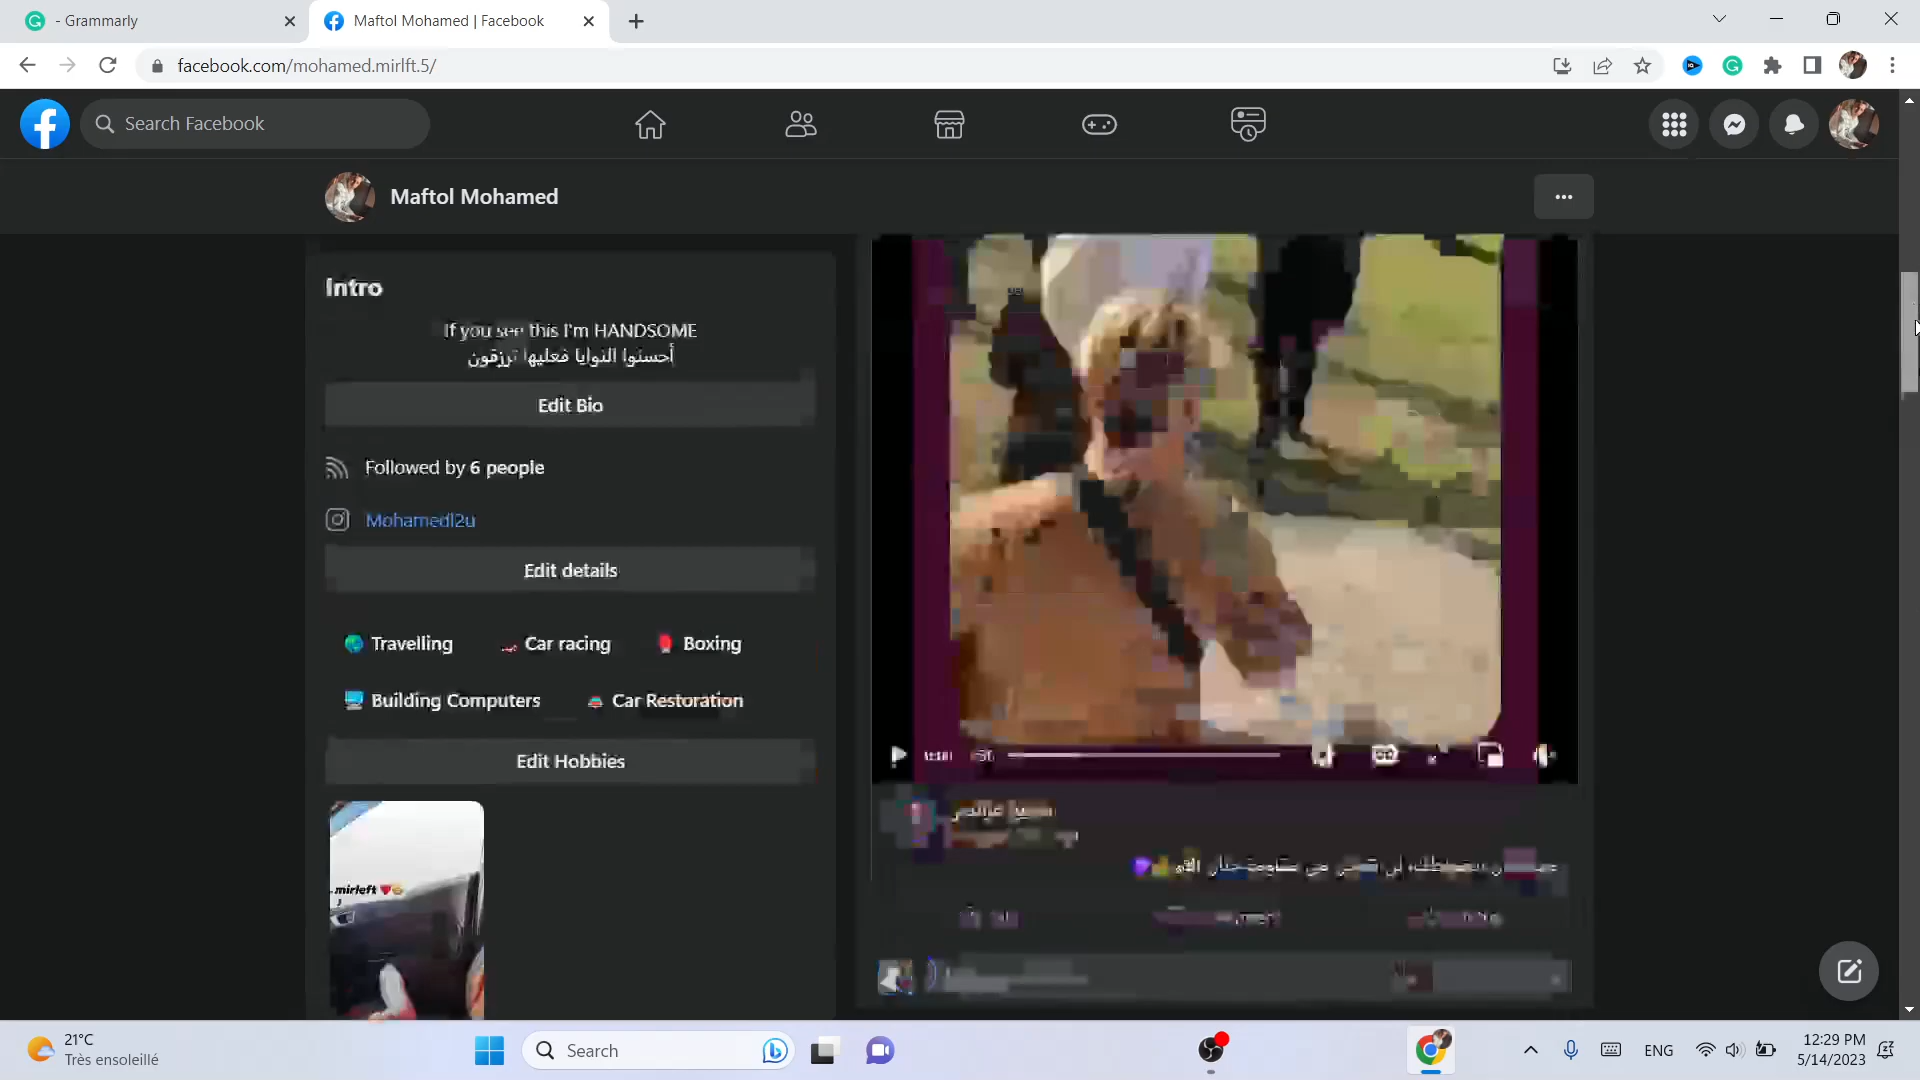 - Grammarly
Maftol Mohamed | Facebook
facebook.com/mohamed.mirlft.5/
Search Facebook
Maftol Mohamed
Intro
If you see this I'm HANDSOME
أحسنوا النوايا فعليها ترزقون
Edit Bio
Followed by 6 people
Mohamedl2u
Edit details
Travelling
Car racing
Boxing
Building Computers
Car Restoration
Edit Hobbies
mirleft
21°C
Très ensoleillé
Search
ENG
12:29 PM
5/14/2023